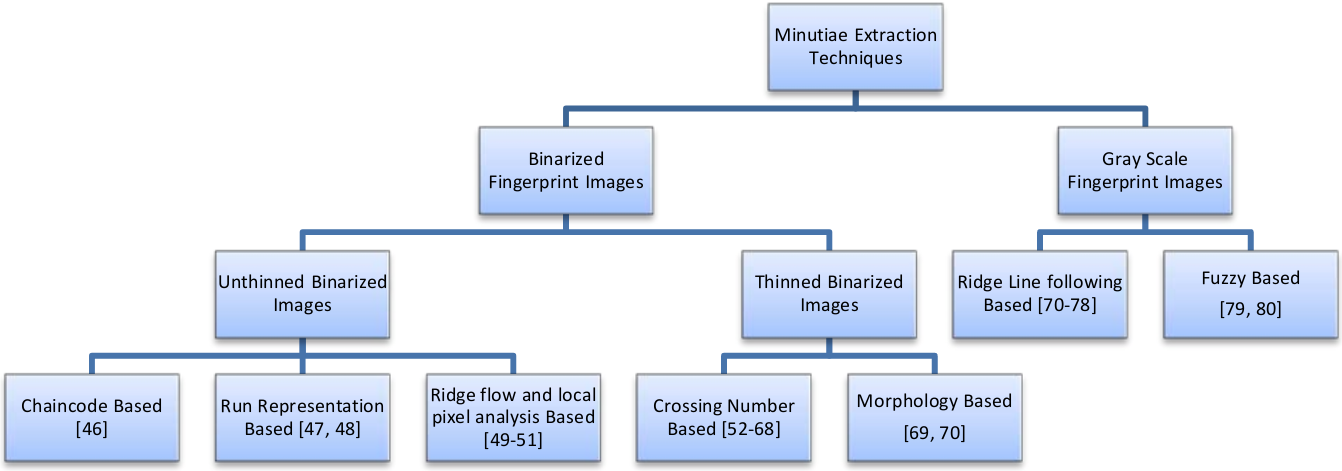 Minutiae Extraction
Techniques
Binarized
Fingerprint Images
Gray Scale
Fingerprint Images
Unthinned Binarized
Images
Thinned Binarized
Images
Ridge Line following
Based [70-78]
Fuzzy Based
[79, 80]
Chaincode Based
[46]
Run Representation
Based [47, 48]
Ridge flow and local
pixel analysis Based
[49-51]
Crossing Number
Based [52-68]
Morphology Based
[69, 70]